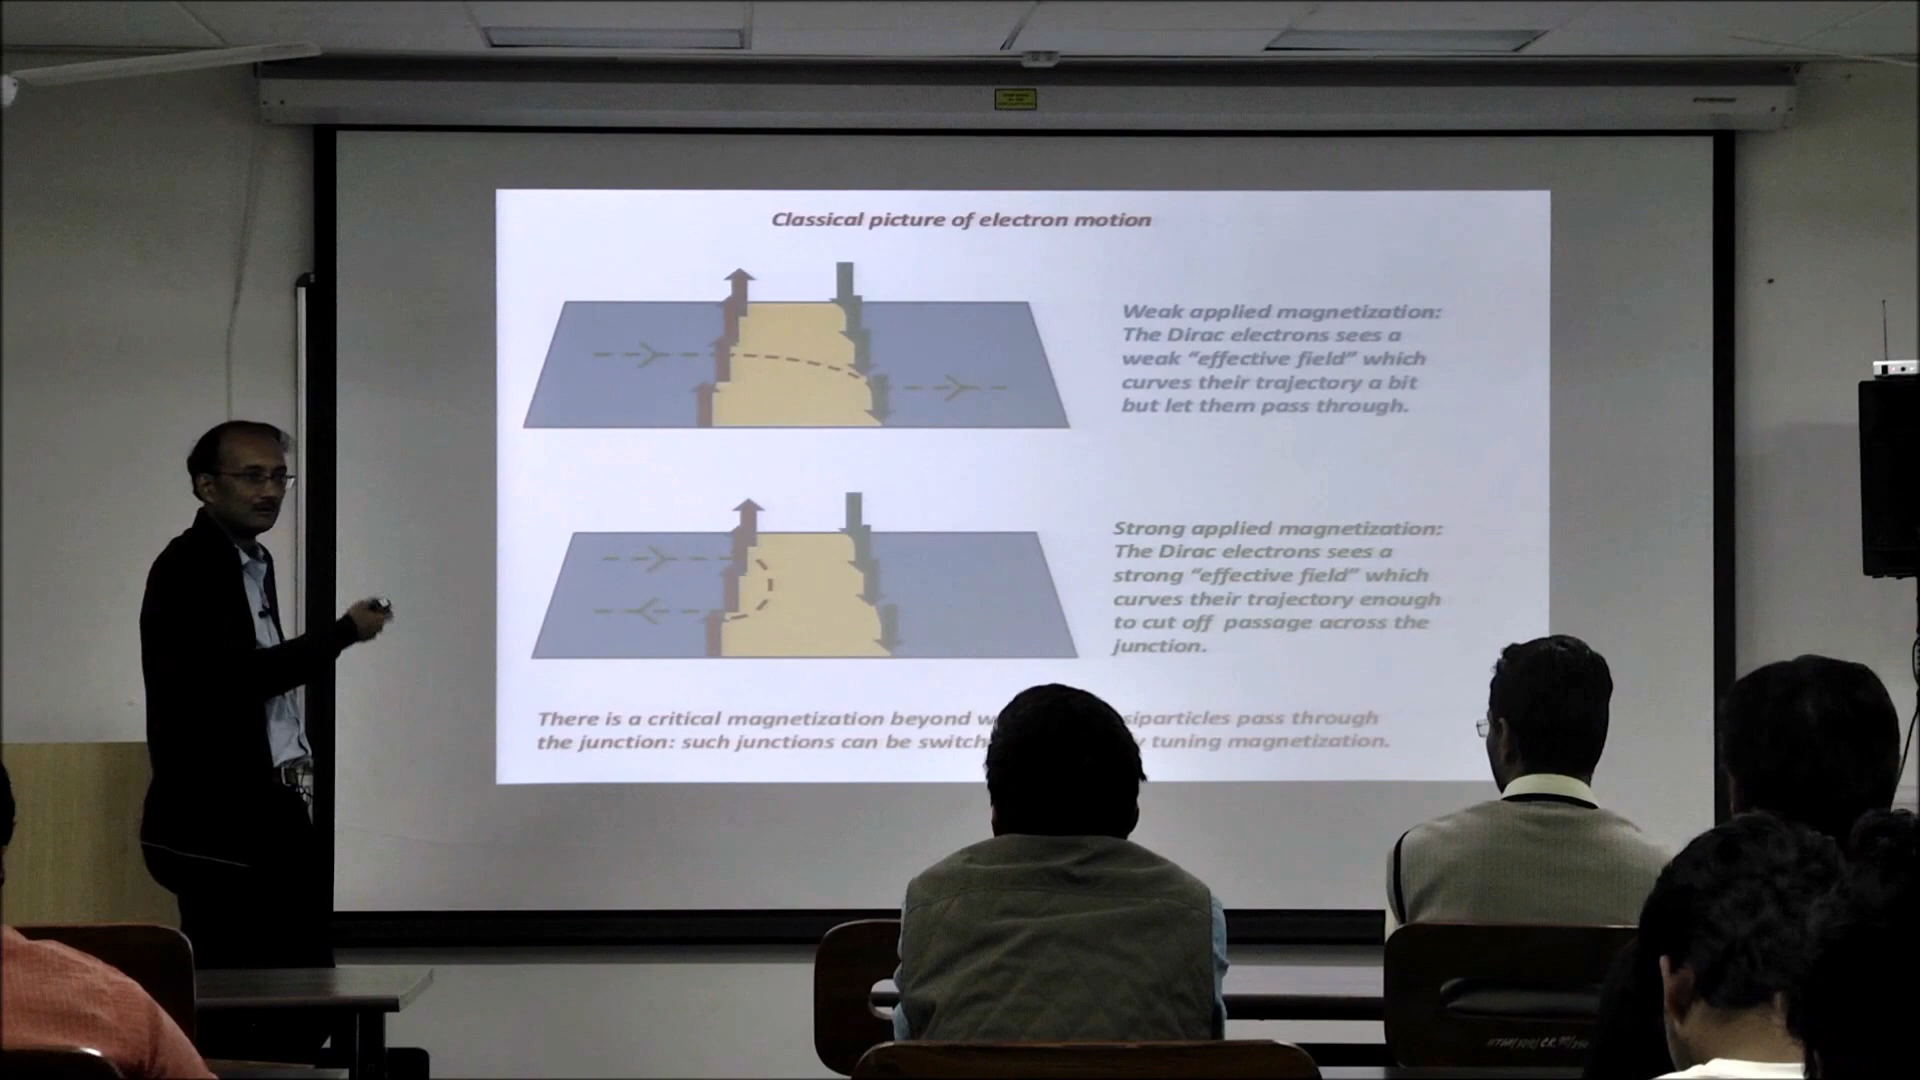 Classical picture of electron motion
Weak applied magnetization:
The Dirac electrons sees a
weak “effective field” which
curves their trajectory a bit
but let them pass through.
Strong applied magnetization:
The Dirac electrons sees a
strong “effective field” which
curves their trajectory enough
to cut off passage across the
junction.
There is a critical magnetization beyond w siparticles pass through
the junction: such junctions can be switch y tuning magnetization.